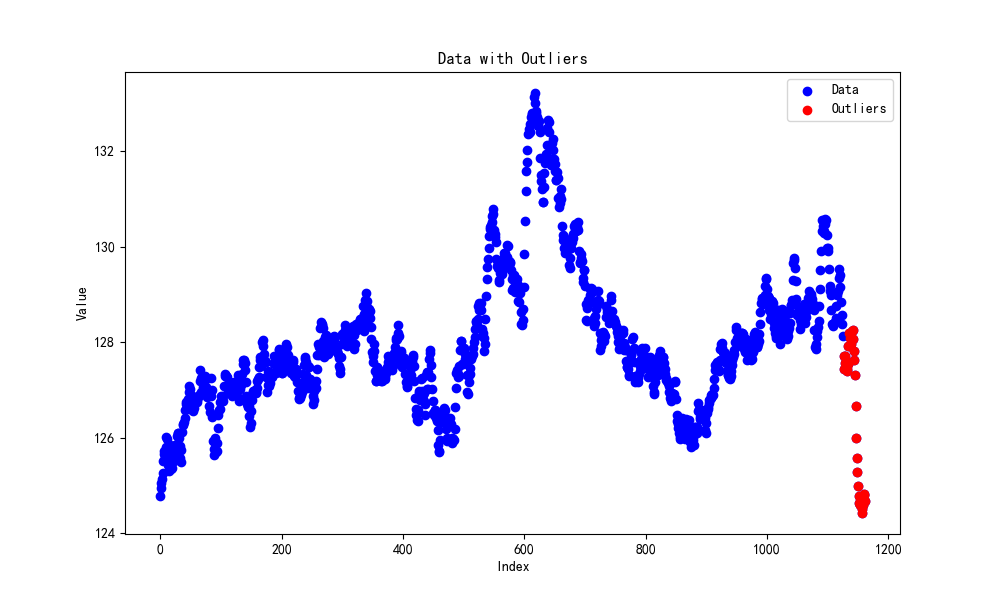 Data with Outliers
Data
Outliers
132
130
128
126
124
Value
0 200 400 600 800 1000 1200
Index